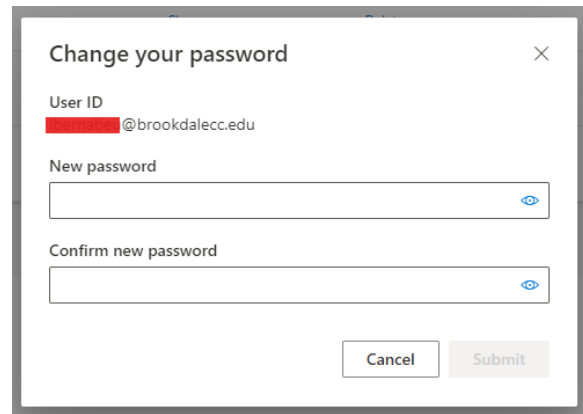 Change your password
User ID
@brookdalecc.edu
New password
Confirm new password
Cancel
Submit